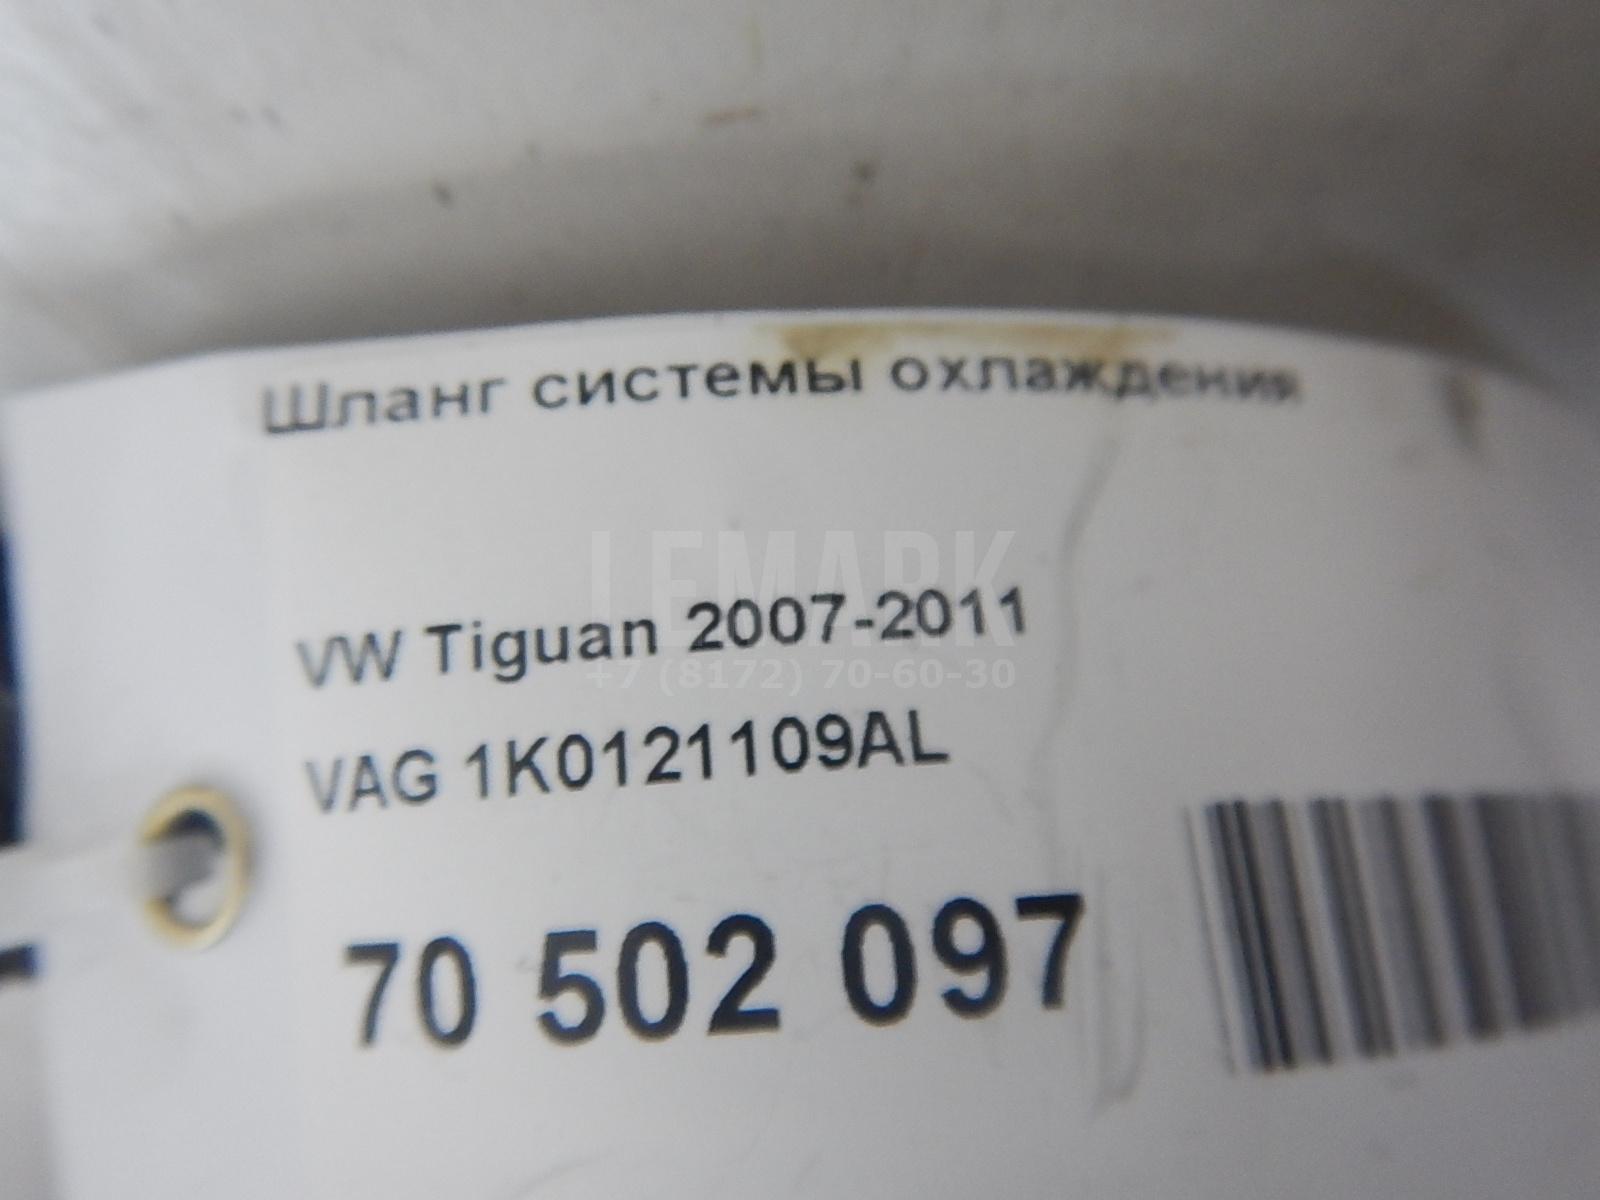 Шланг системы охлаждения
LEMARK
VW Tiguan 2007-2011
+7 (8172) 70-60-30
VAG 1K0121109AL
70 502 097